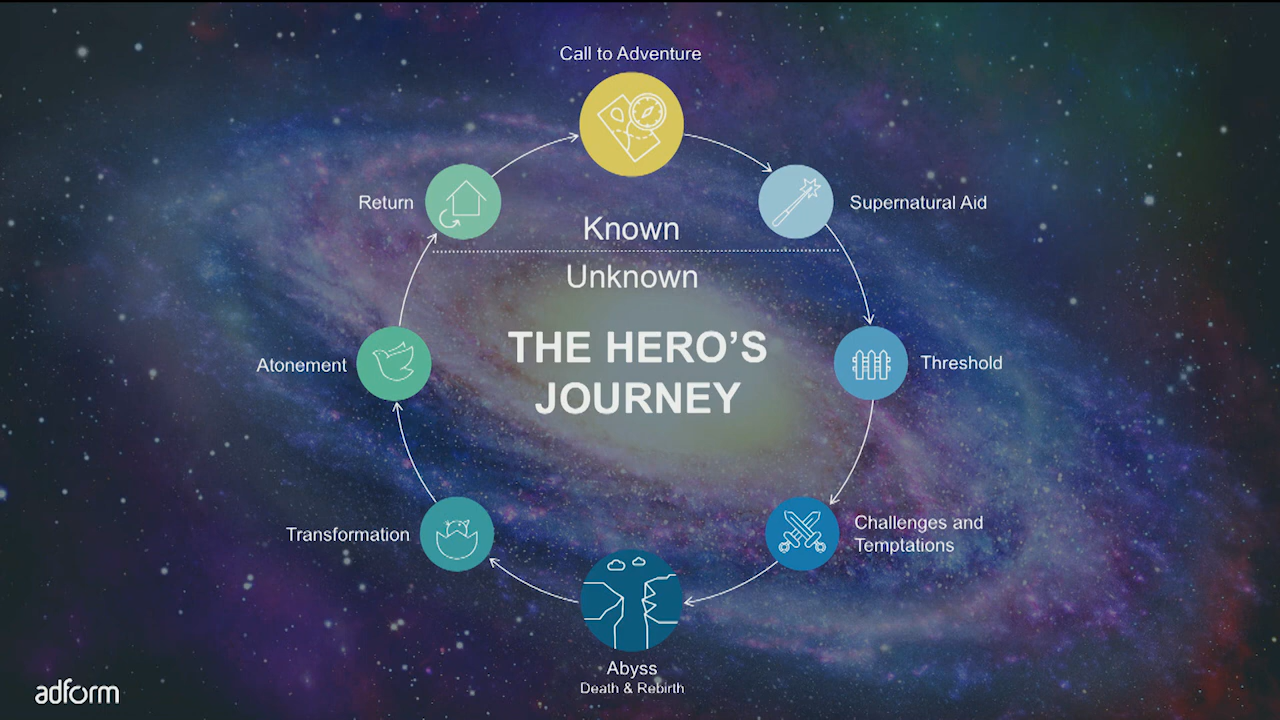 Call to Adventure
Return
Supernatural Aid
Known
Unknown
THE HERO'S
JOURNEY
Atonement
Threshold
Transformation
Challenges and
Temptations
Abyss
Death & Rebirth
adform